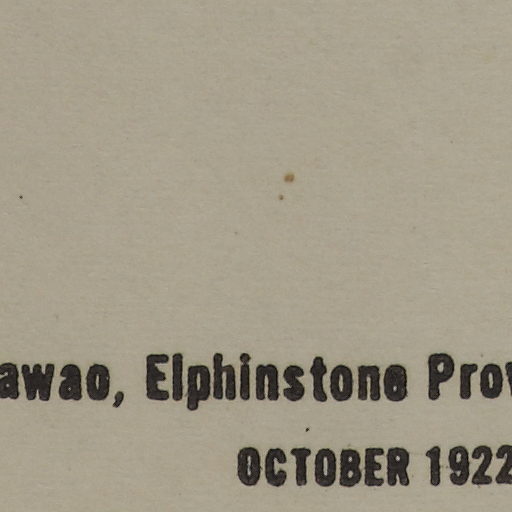 awao, Elphinstone Prov
OCTOBER 1922